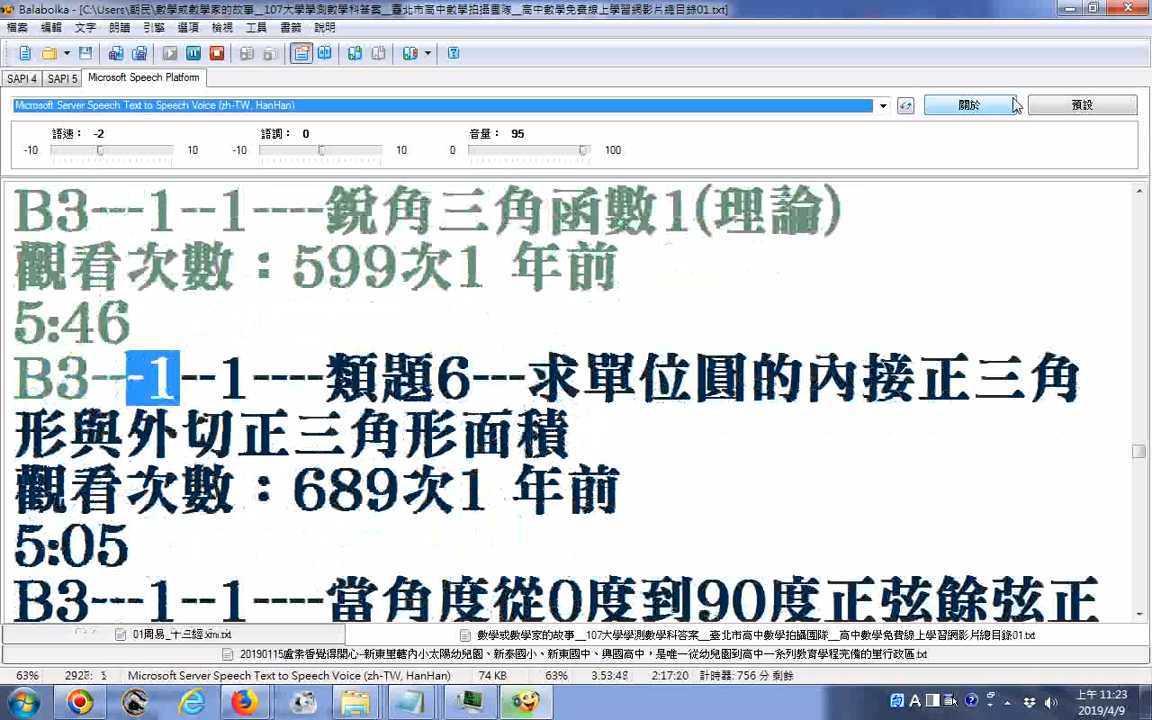 Balabolka - [C:\Users\朝民\數學或數學家的故事__107大學學測數學科答案__臺北市高中數學拍攝團隊__高中數學免費線上學習網影片總目錄01.txt]
檔案 編輯 文字 朗讀 引擎 選項 檢視 工具 書籤 說明
SAPI 4 SAPI 5 Microsoft Speech Platform
Microsoft Server Speech Text to Speech Voice (zh-TW, HanHan) 關於 預設
語速： -2 語調： 0 音量： 95
-10 10 -10 10 0 100
B3---1--1----銳角三角函數1(理論)
觀看次數：599次1 年前
5:46
B3---1--1----類題6---求單位圓的內接正三角
形與外切正三角形面積
觀看次數：689次1 年前
5:05
B3---1--1----當角度從0度到90度正弦餘弦正
01周易_十三經.xml.txt 數學或數學家的故事__107大學學測數學科答案__臺北市高中數學拍攝團隊__高中數學免費線上學習網影片總目錄01.txt
20190115盧素香覺得開心--新東里轄內小太陽幼兒園、新泰國小、新東國中、興國高中，是唯一從幼兒園到高中一系列教育學程完備的里行政區.txt
63% 2928: 1 Microsoft Server Speech Text to Speech Voice (zh-TW, HanHan) 74 KB 63% 3:53:48 2:17:20 計時器: 756 分 剩餘
上午 11:23
2019/4/9